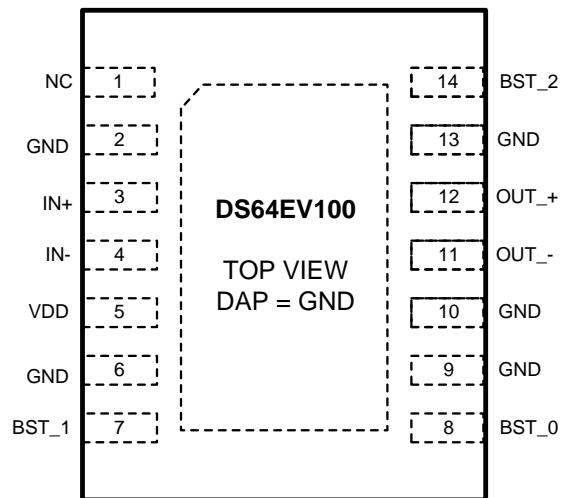 NC 1 14 BST_2
GND 2 13 GND
IN+ 3 12 OUT_+
DS64EV100
IN- 4 11 OUT_-
TOP VIEW
DAP = GND
VDD 5 10 GND
GND 6 9 GND
BST_1 7 8 BST_0